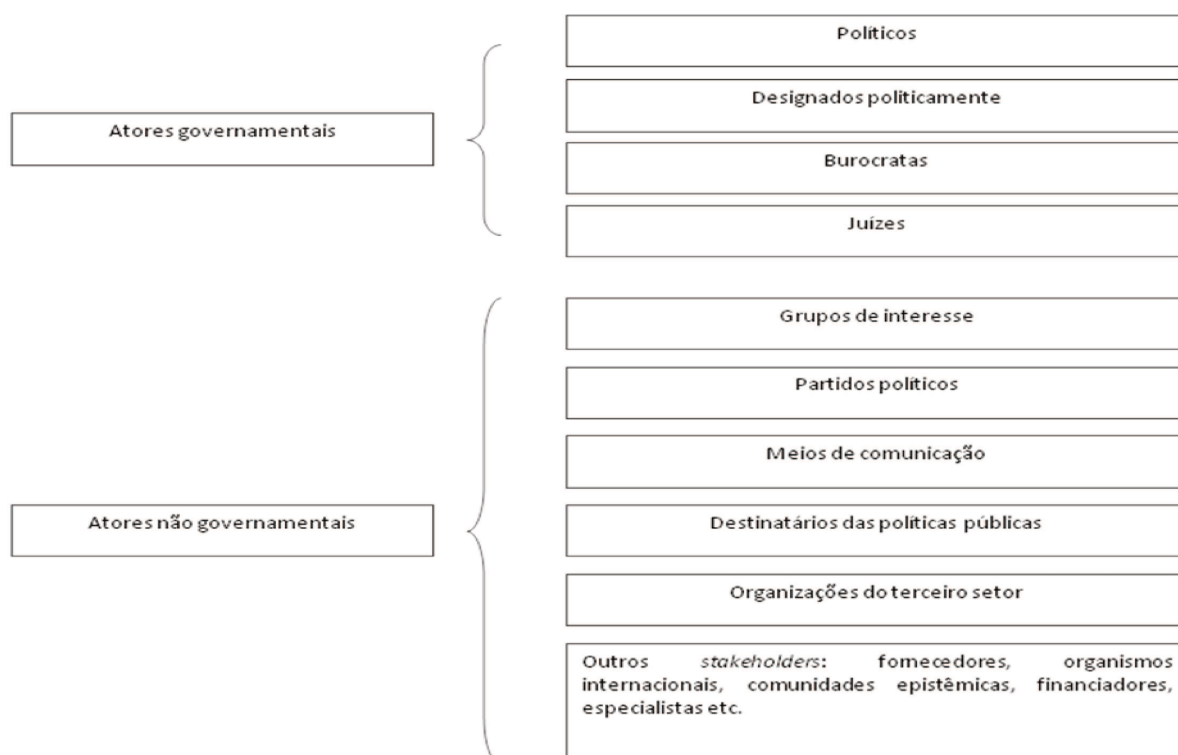 Atores governamentais
Políticos
Designados politicamente
Burocratas
Juízes
Atores não governamentais
Grupos de interesse
Partidos políticos
Meios de comunicação
Destinatários das políticas públicas
Organizações do terceiro setor
Outros stakeholders: fornecedores, organismos
internacionais, comunidades epistêmicas, financiadores,
especialistas etc.